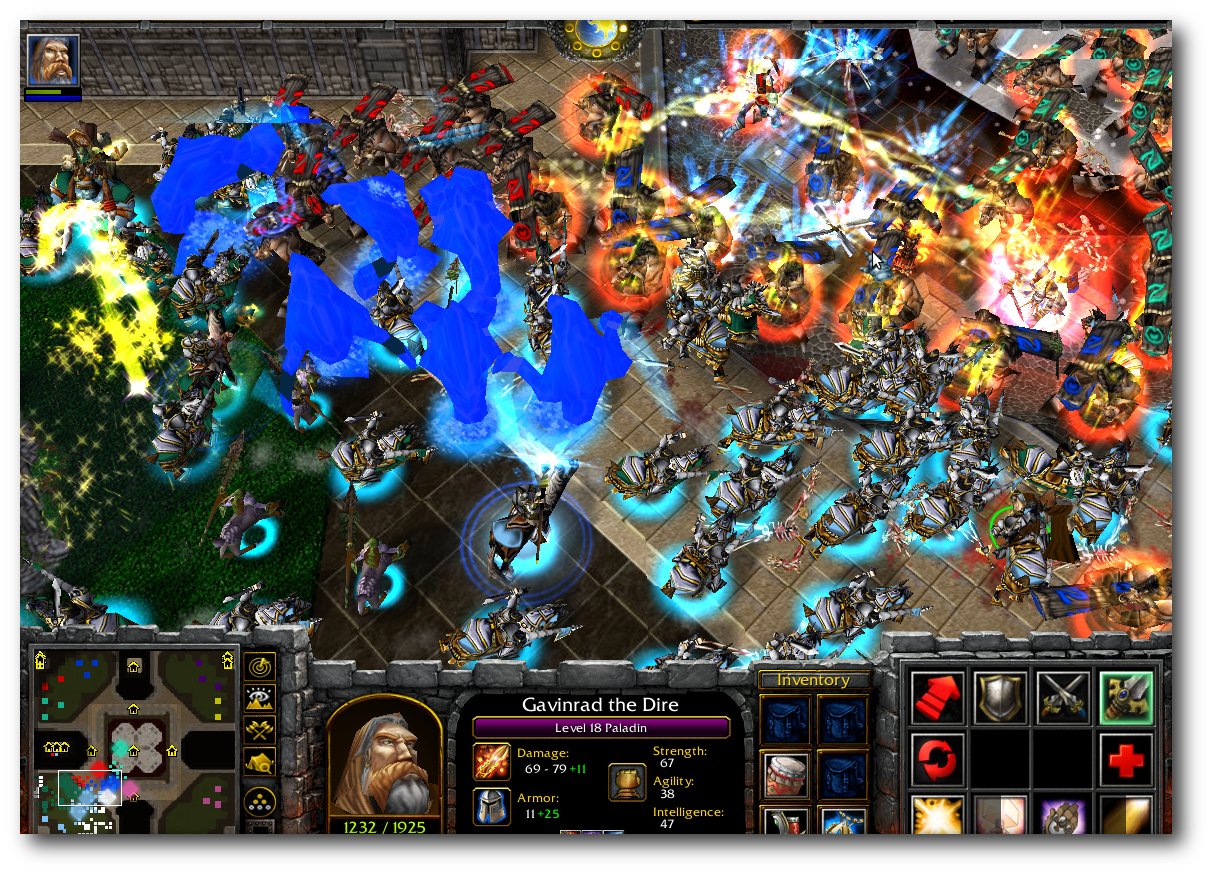 Gavinrad the Dire
Inventory
Level 18 Paladin
Damage:
69 - 79 +11
Armor:
11 +25
Strength:
67
Agility:
38
Intelligence:
47
1232 / 1925